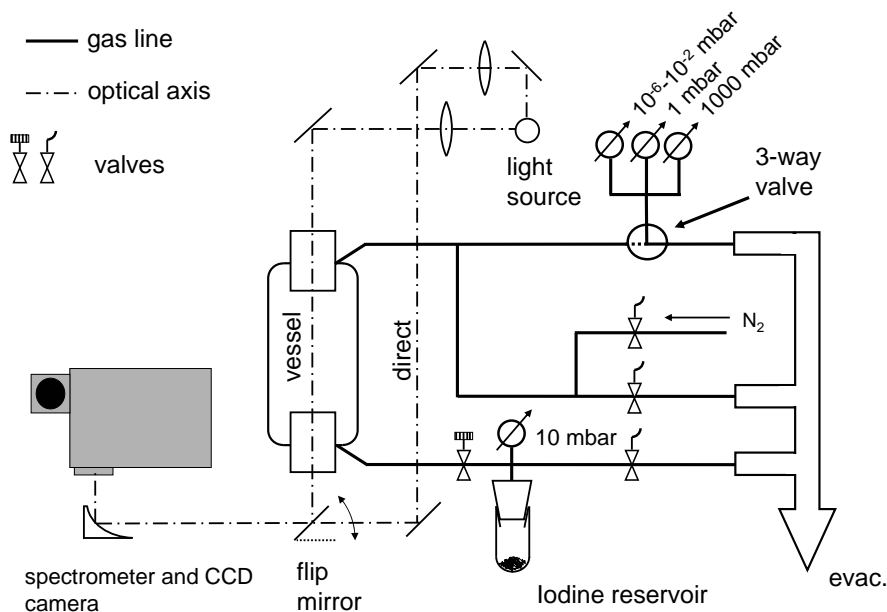 gas line
optical axis
valves
10-6-10-2 mbar
1 mbar
1000 mbar
light
source
3-way
valve
vessel
direct
N2
10 mbar
spectrometer and CCD
camera
flip
mirror
Iodine reservoir
evac.